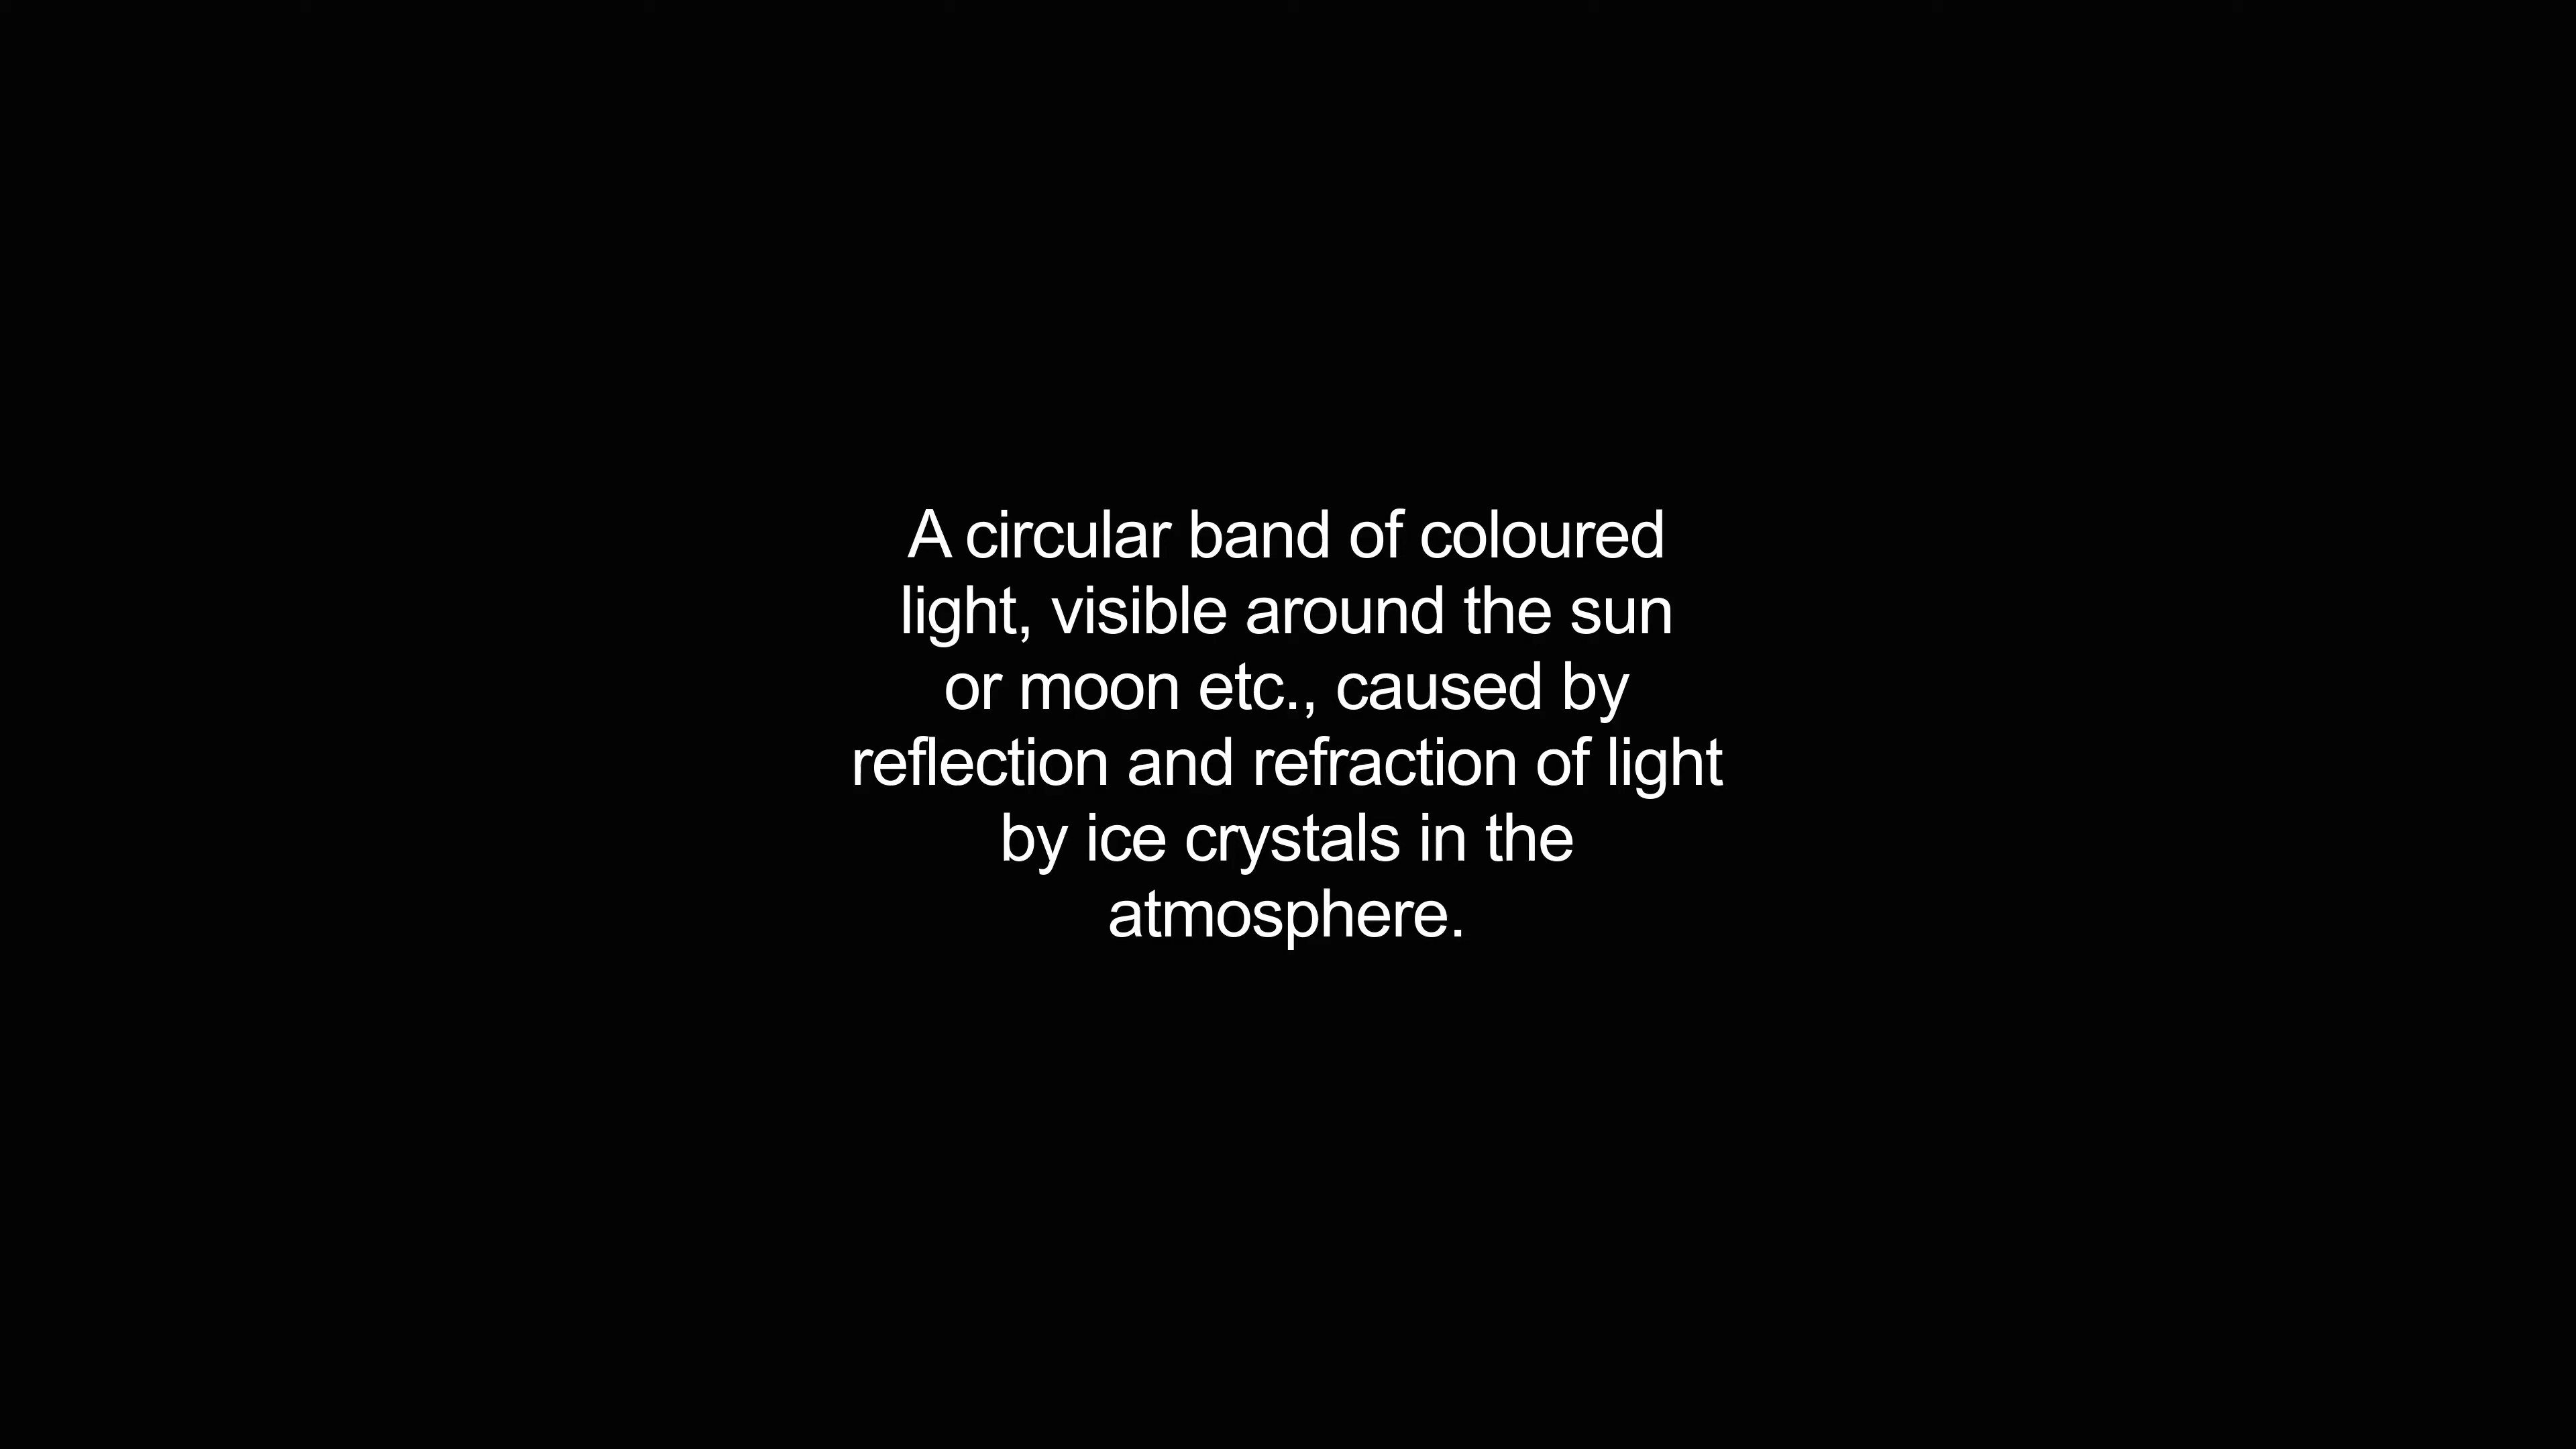 A circular band of coloured
light, visible around the sun
or moon etc., caused by
reflection and refraction of light
by ice crystals in the
atmosphere.